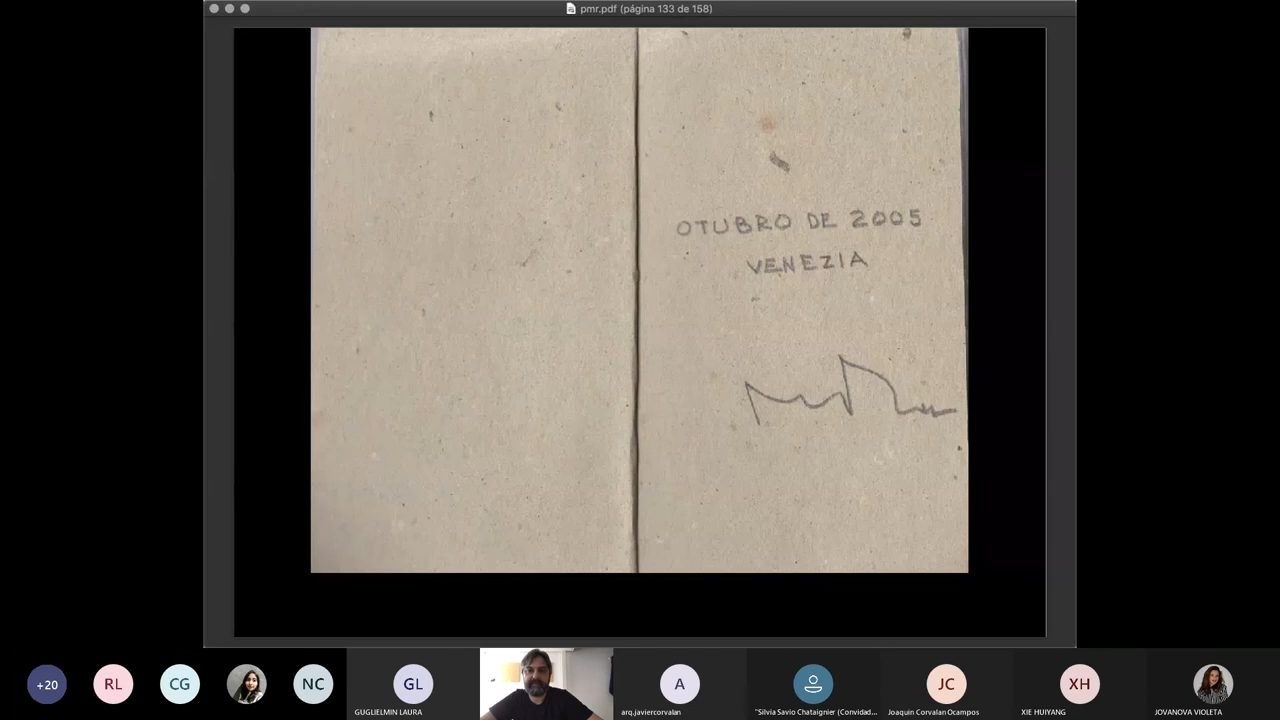 pmr.pdf (página 133 de 158)
OTUBRO DE 2005
VENEZIA
+20
RL
CG
NC
GL
GUGLIELMIN LAURA
A
arq.javiercorvalan
"Silvia Savio Chataignier (Convidad...
JC
Joaquin Corvalan Ocampos
XH
XIE HUIYANG
JOVANOVA VIOLETA